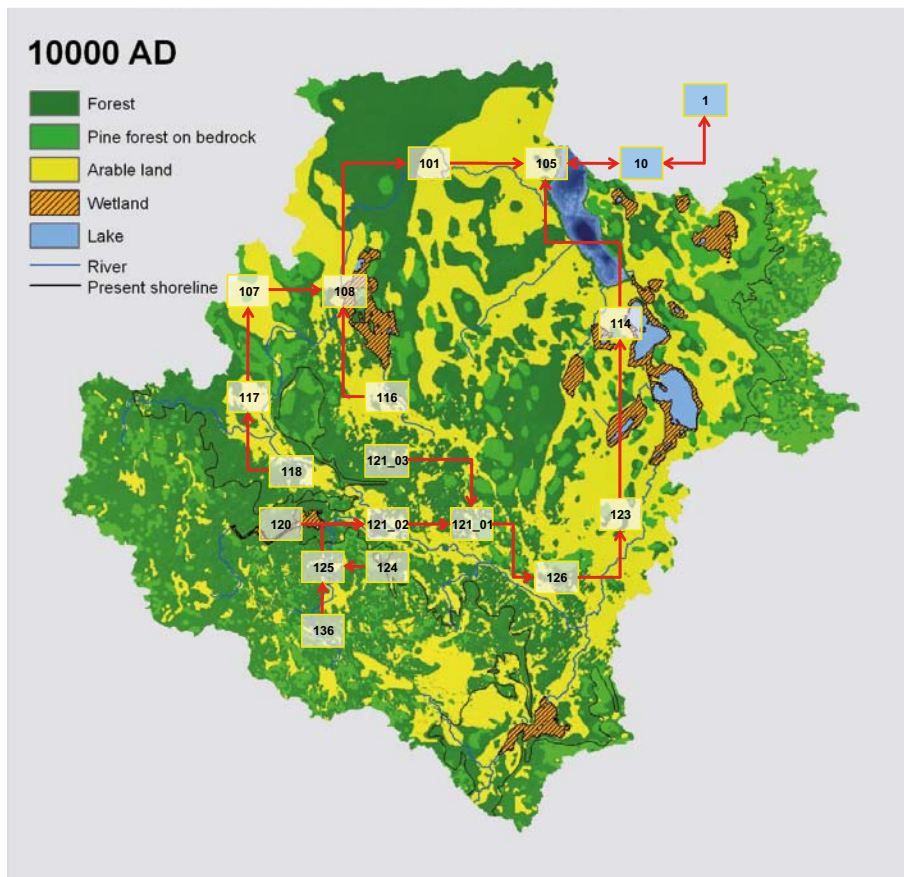 10000 AD
Forest
Pine forest on bedrock
Arable land
Wetland
Lake
River
Present shoreline
1
101
105
10
107
108
114
117
116
121_03
118
120
121_02
121_01
123
125
124
126
136